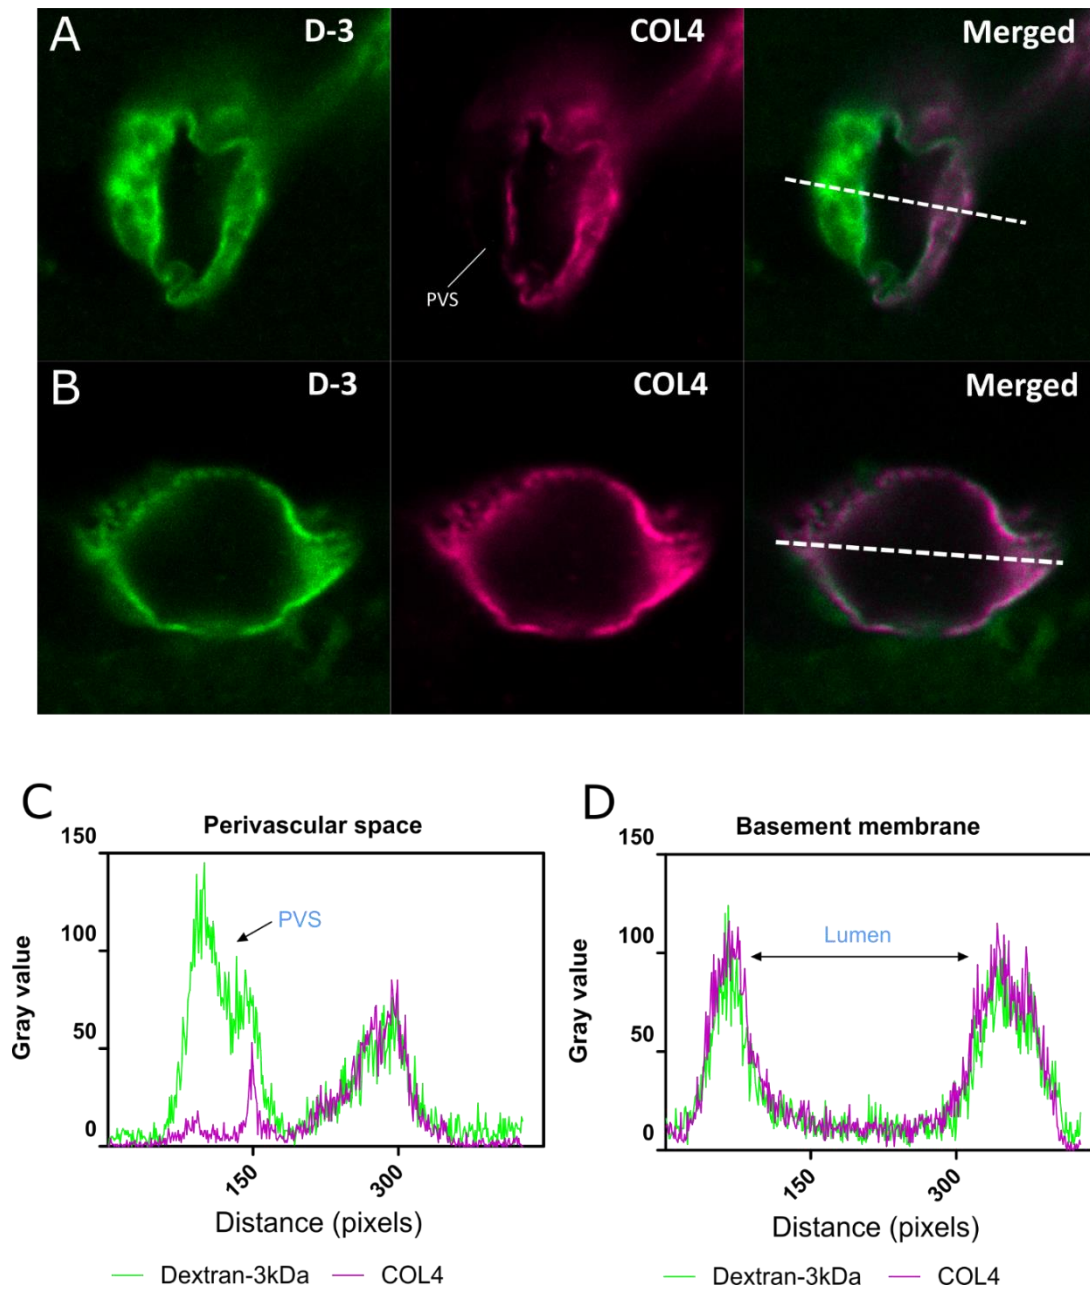 A
D-3
COL4
Merged
PVS
B
D-3
COL4
Merged
C
Perivascular space
150
100
50
0
Gray value
PVS
150
300
Distance (pixels)
Dextran-3kDa
COL4
D
Basement membrane
150
100
50
0
Gray value
Lumen
150
300
Distance (pixels)
Dextran-3kDa
COL4